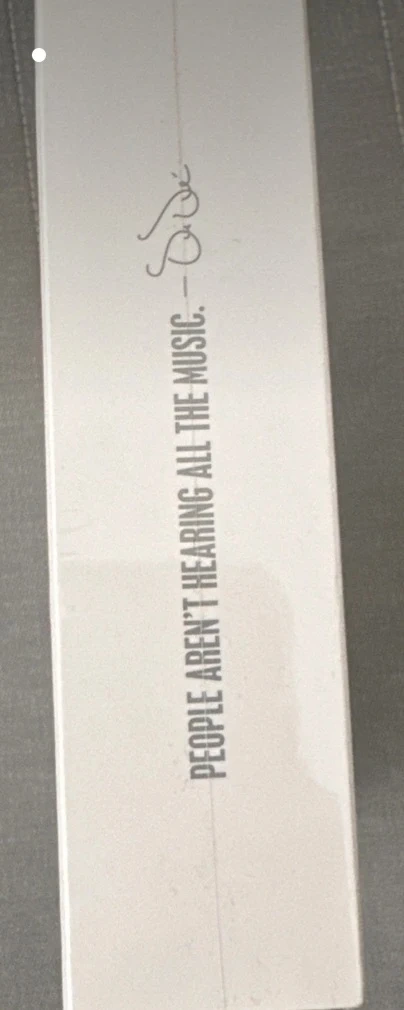 PEOPLE AREN'T HEARING ALL THE MUSIC. –